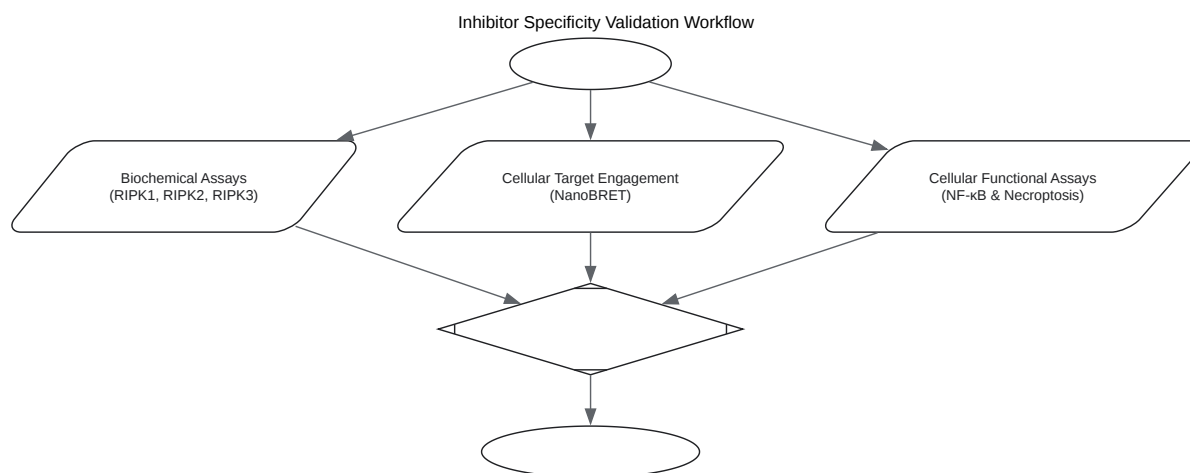 Inhibitor Specificity Validation Workflow
Biochemical Assays
(RIPK1, RIPK2, RIPK3)
Cellular Target Engagement
(NanoBRET)
Cellular Functional Assays
(NF-κB & Necroptosis)